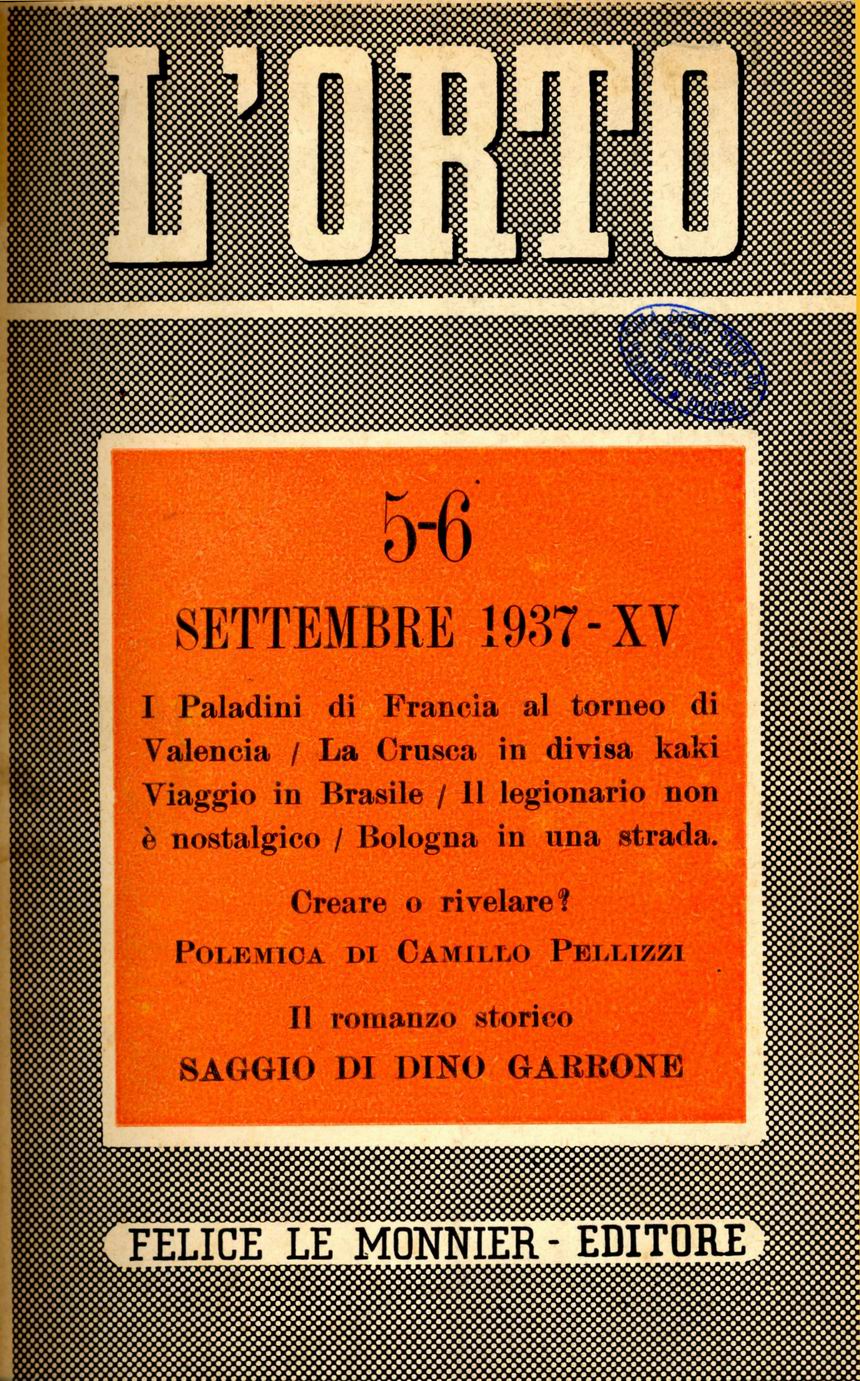 L'ORTO
5-6
SETTEMBRE 1937 - XV
I Paladini di Francia al torneo di
Valencia / La Crusca in divisa kaki
Viaggio in Brasile / Il legionario non
è nostalgico / Bologna in una strada.
Creare o rivelare?
POLEMICA DI CAMILLO PELLIZZI
Il romanzo storico
SAGGIO DI DINO GARRONE
FELICE LE MONNIER - EDITORE